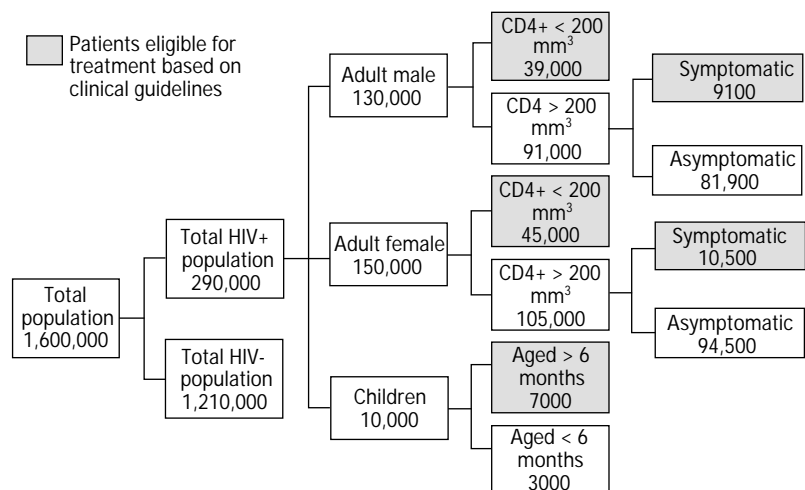 Patients eligible for
treatment based on
clinical guidelines
Total
population
1,600,000
Total HIV+
population
290,000
Total HIV-
population
1,210,000
Adult male
130,000
Adult female
150,000
Children
10,000
CD4+ < 200
mm³
39,000
CD4 > 200
mm³
91,000
CD4+ < 200
mm³
45,000
CD4+ > 200
mm³
105,000
Aged > 6
months
7000
Aged < 6
months
3000
Symptomatic
9100
Asymptomatic
81,900
Symptomatic
10,500
Asymptomatic
94,500